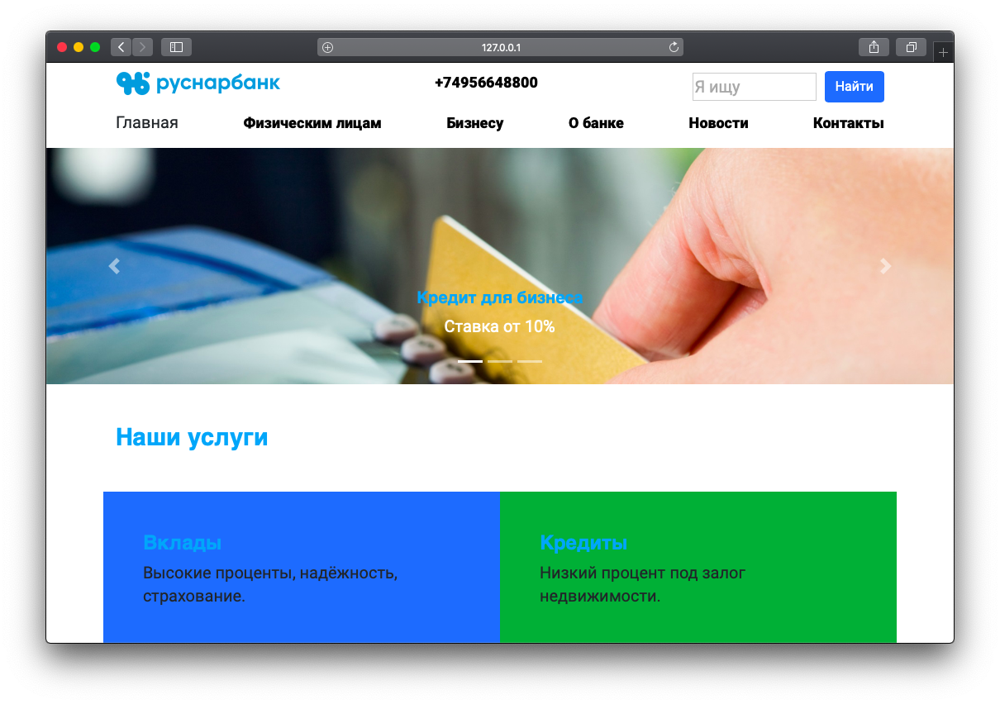 127.0.0.1
руснарбанк
+74956648800
Я ищу
Найти
Главная
Физическим лицам
Бизнесу
О банке
Новости
Контакты
Кредит для бизнеса
Ставка от 10%
Наши услуги
Вклады
Высокие проценты, надёжность,
страхование.
Кредиты
Низкий процент под залог
недвижимости.